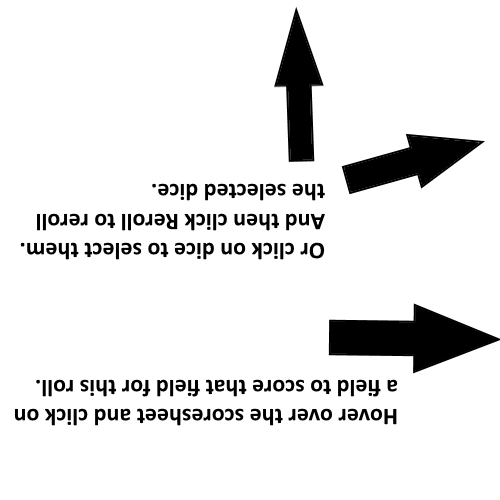 Hover over the scoresheet and click on
a field to score that field for this roll.
Or click on dice to select them.
And then click Reroll to reroll
the selected dice.